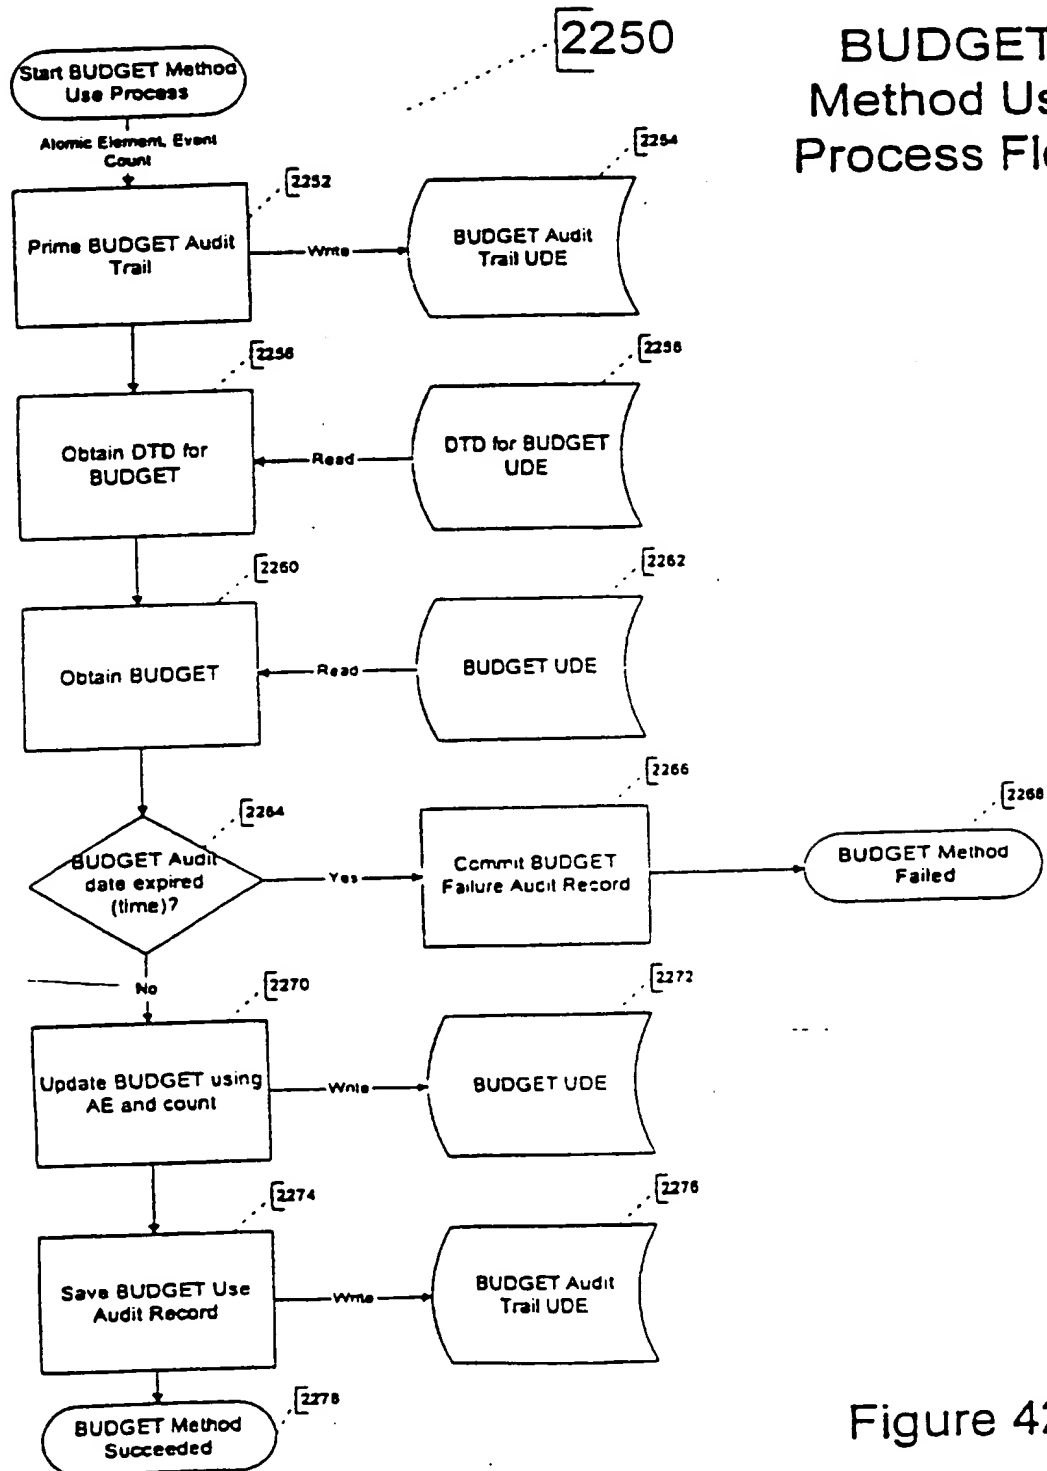 2250
BUDGET
Method Us
Process Fl
Start BUDGET Method
Use Process
Atomic Element, Event
Count
2252
Prime BUDGET Audit
Trail
Write
2254
BUDGET Audit
Trail UDE
2256
Obtain DTD for
BUDGET
Read
2258
DTD for BUDGET
UDE
2260
Obtain BUDGET
Read
2262
BUDGET UDE
2264
BUDGET Audit
date expired
(time)?
Yes
2266
Commit BUDGET
Failure Audit Record
2268
BUDGET Method
Failed
No
2270
Update BUDGET using
AE and count
Write
2272
BUDGET UDE
2274
Save BUDGET Use
Audit Record
Write
2276
BUDGET Audit
Trail UDE
2278
BUDGET Method
Succeeded
Figure 42